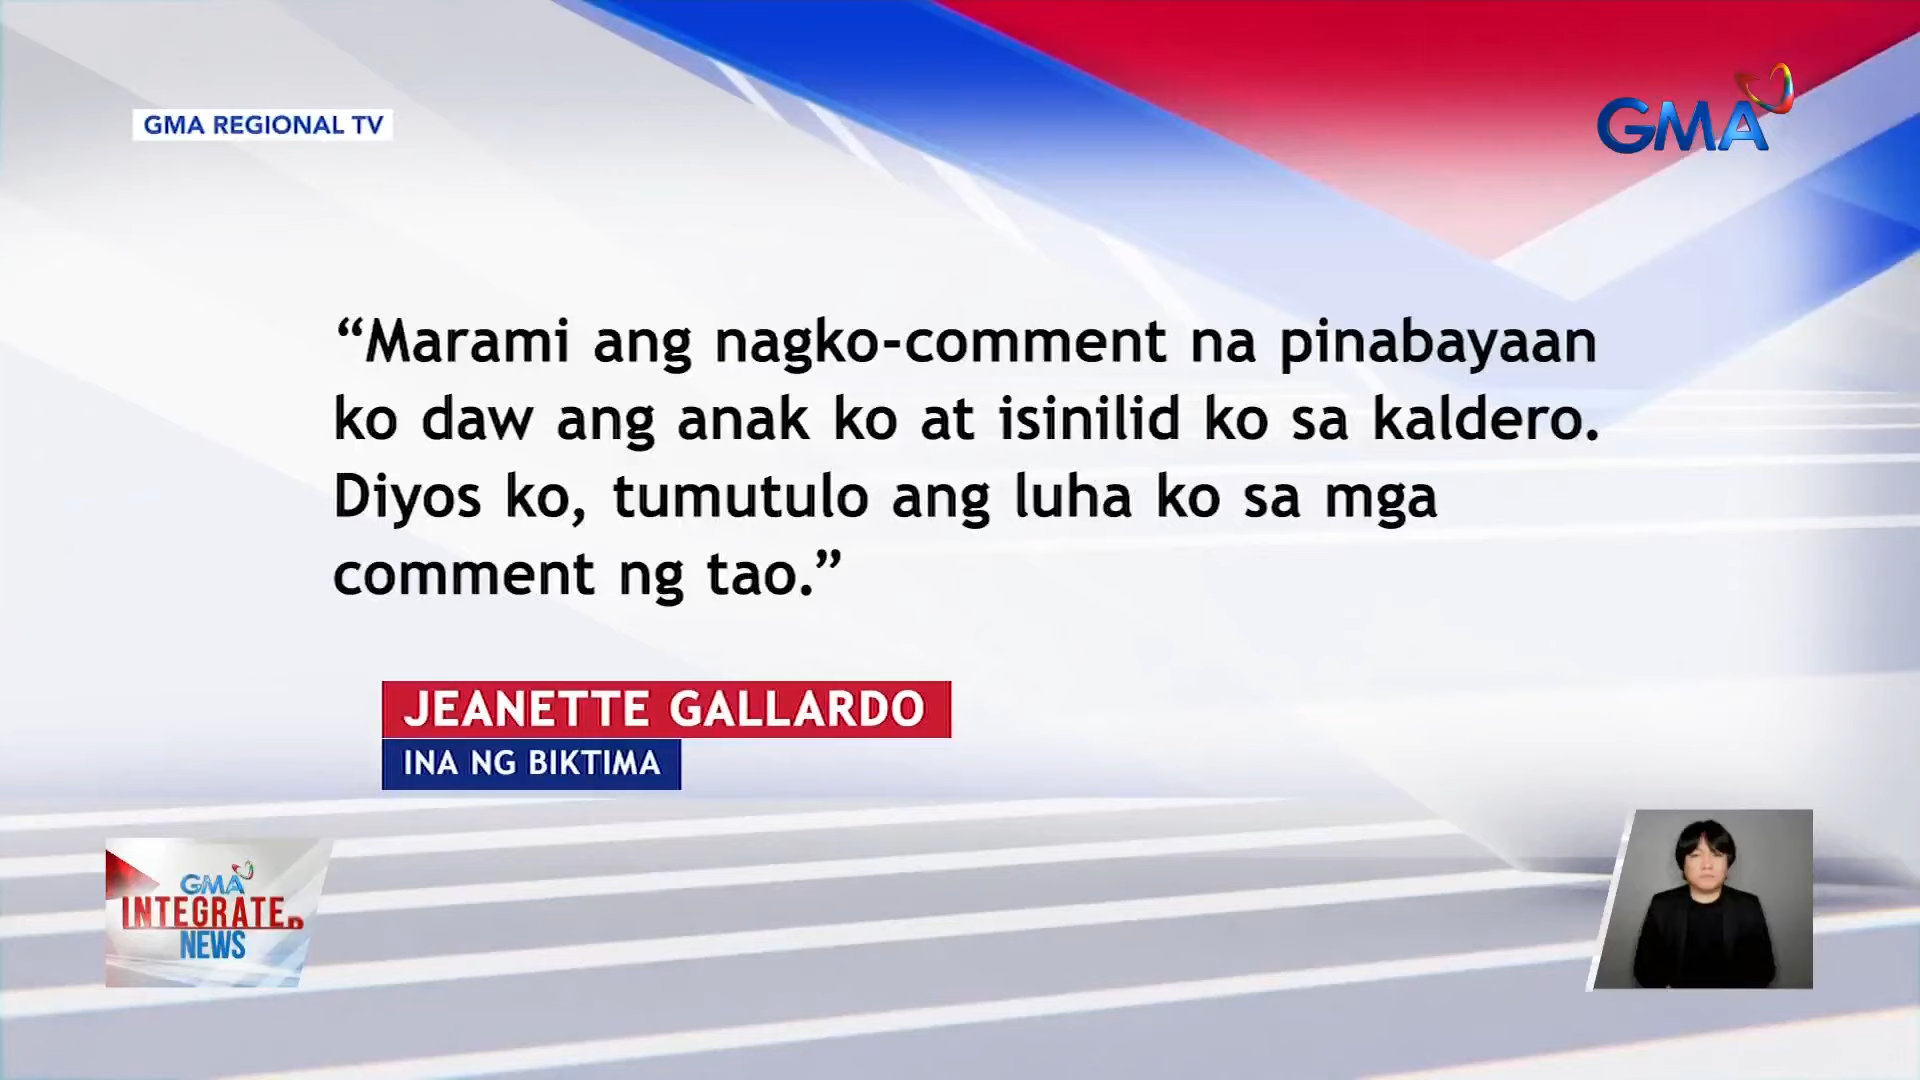 GMA REGIONAL TV
GMA
“Marami ang nagko-comment na pinabayaan
ko daw ang anak ko at isinilid ko sa kaldero.
Diyos ko, tumutulo ang luha ko sa mga
comment ng tao.”
JEANETTE GALLARDO
INA NG BIKTIMA
GMA
INTEGRATED
NEWS